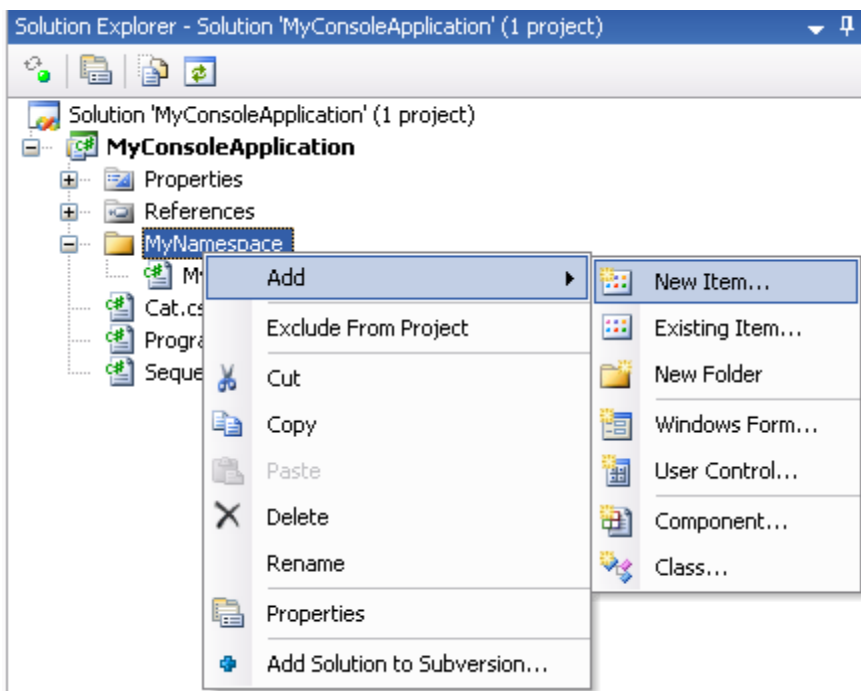 Solution Explorer - Solution 'MyConsoleApplication' (1 project)
Solution 'MyConsoleApplication' (1 project)
MyConsoleApplication
Properties
References
MyNamespace
Cat.cs
Add
Exclude From Project
Cut
Copy
Paste
Delete
Rename
Properties
Add Solution to Subversion...
New Item...
Existing Item...
New Folder
Windows Form...
User Control...
Component...
Class...